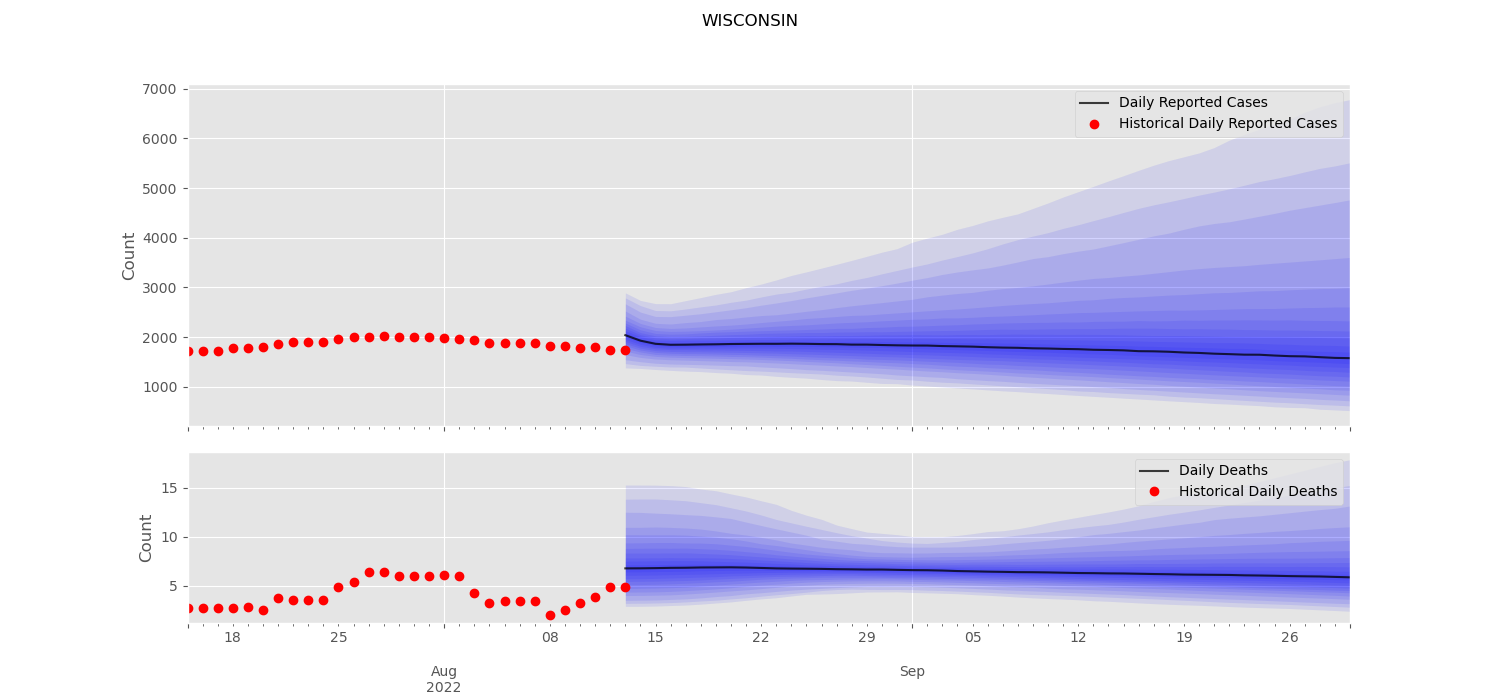 WISCONSIN
7000
6000
5000
4000
3000
2000
1000
Count
Daily Reported Cases
Historical Daily Reported Cases
15
10
5
Count
Daily Deaths
Historical Daily Deaths
18 25 08 15 22 29 05 12 19 26
Aug Sep
2022